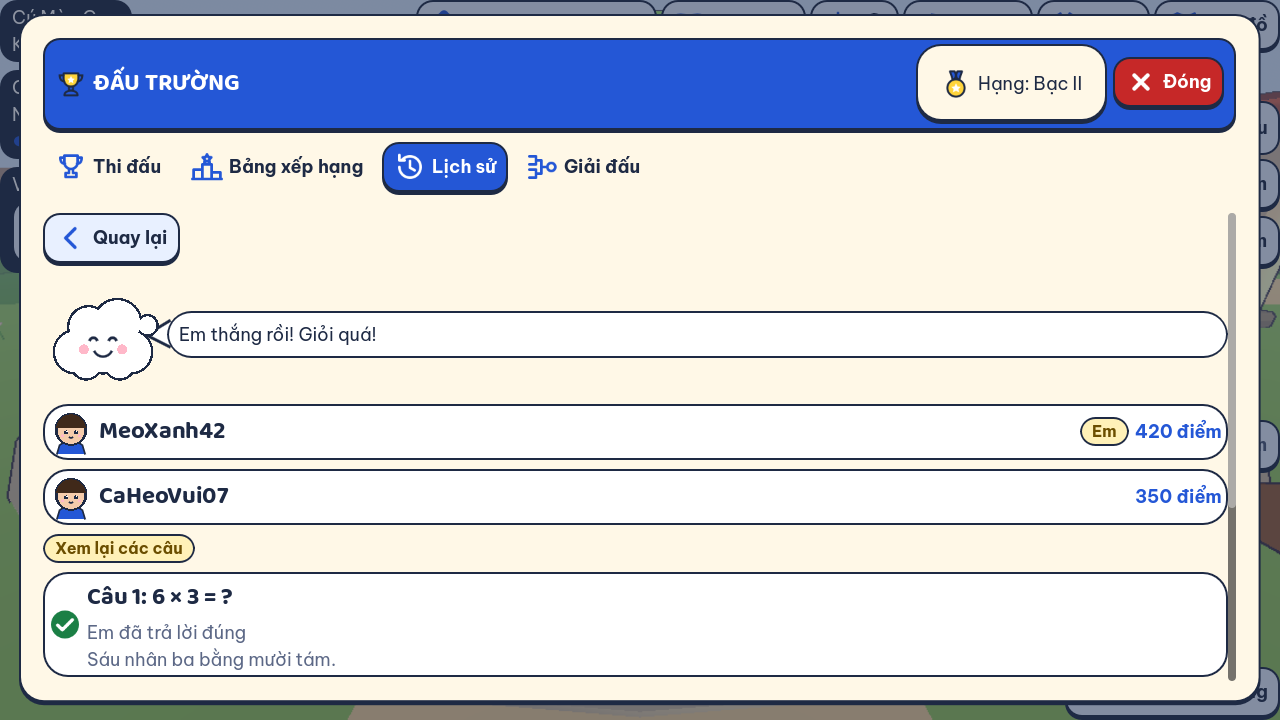 ĐẤU TRƯỜNG
Hạng: Bạc II
Đóng
Thi đấu
Bảng xếp hạng
Lịch sử
Giải đấu
Quay lại
Em thắng rồi! Giỏi quá!
MeoXanh42
Em
420 điểm
CaHeoVui07
350 điểm
Xem lại các câu
Câu 1: 6 × 3 = ?
Em đã trả lời đúng
Sáu nhân ba bằng mười tám.